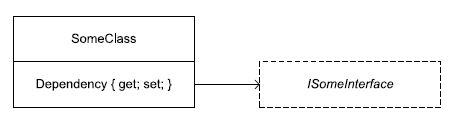 SomeClass
Dependency { get; set; }
ISomeInterface